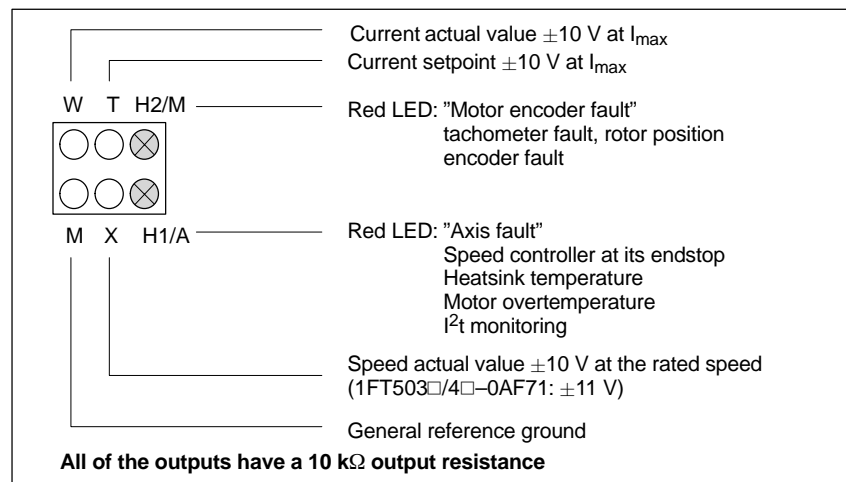 Current actual value ±10 V at Imax
Current setpoint ±10 V at Imax
W T H2/M
Red LED: ”Motor encoder fault”
tachometer fault, rotor position
encoder fault
M X H1/A
Red LED: ”Axis fault”
Speed controller at its endstop
Heatsink temperature
Motor overtemperature
I²t monitoring
Speed actual value ±10 V at the rated speed
(1FT503□/4□–0AF71: ±11 V)
General reference ground
All of the outputs have a 10 kΩ output resistance